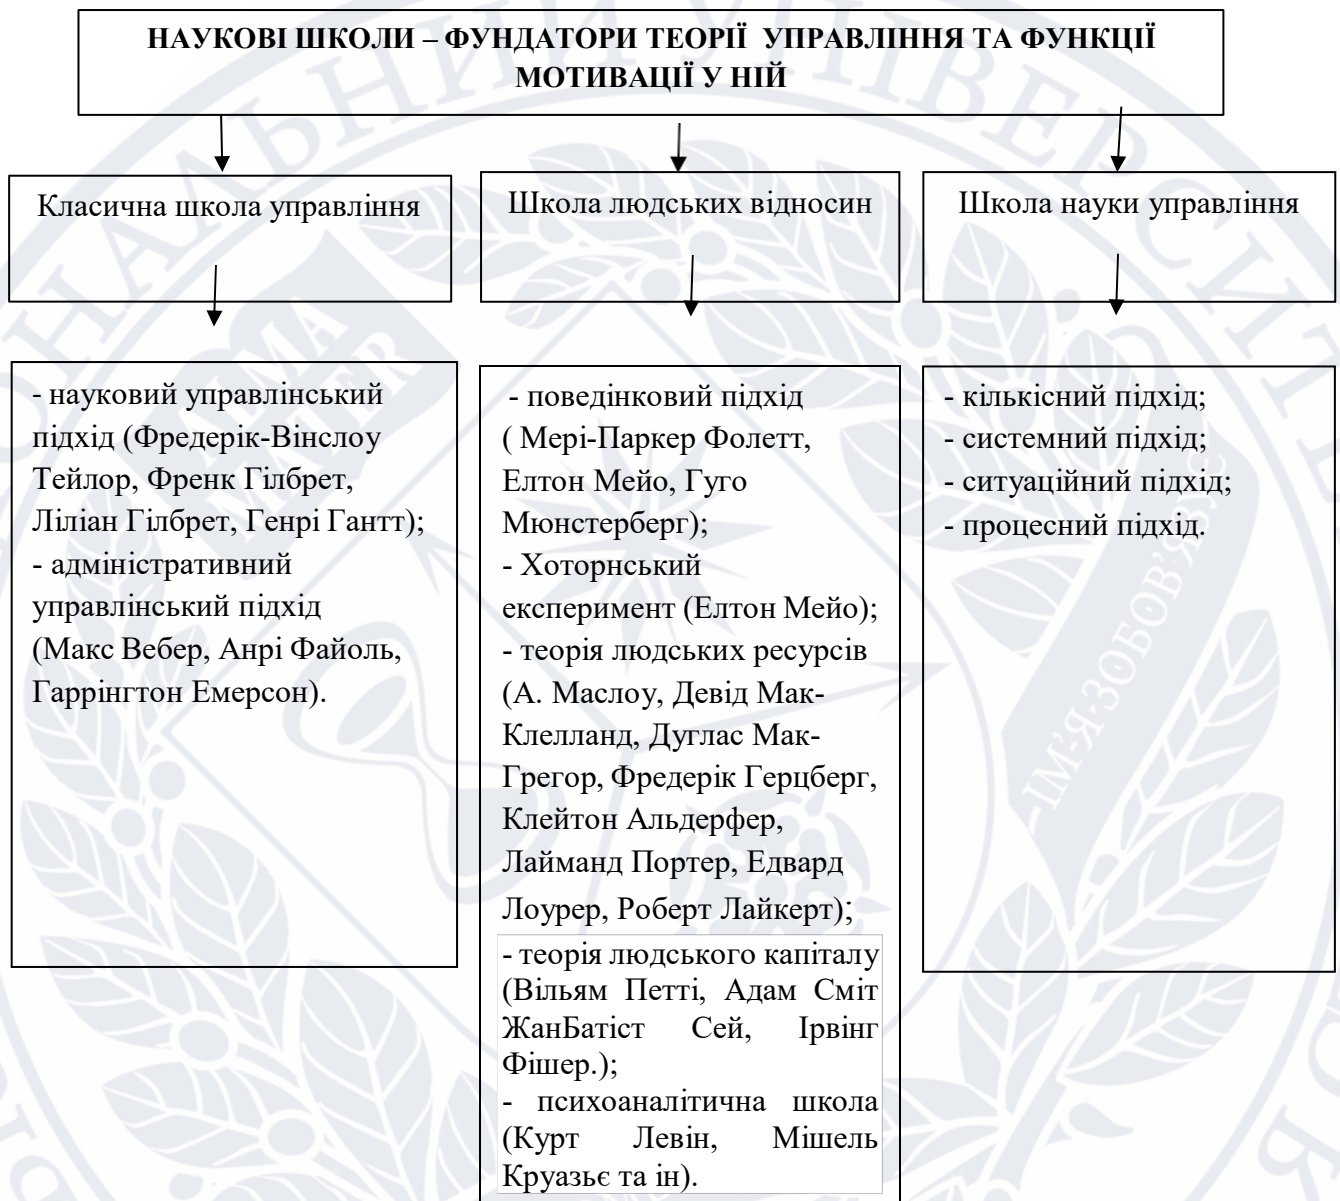 НАУКОВІ ШКОЛИ – ФУНДАТОРИ ТЕОРІЇ УПРАВЛІННЯ ТА ФУНКЦІЇ
МОТИВАЦІЇ У НІЙ
Класична школа управління
Школа людських відносин
Школа науки управління
- науковий управлінський
підхід (Фредерік-Вінслоу
Тейлор, Френк Гілбрет,
Ліліан Гілбрет, Генрі Гантт);
- адміністративний
управлінський підхід
(Макс Вебер, Анрі Файоль,
Гаррінгтон Емерсон).
- поведінковий підхід
( Мері-Паркер Фолетт,
Елтон Мейо, Гуго
Мюнстерберг);
- Хоторнський
експеримент (Елтон Мейо);
- теорія людських ресурсів
(А. Маслоу, Девід Мак-
Клелланд, Дуглас Мак-
Грегор, Фредерік Герцберг,
Клейтон Альдерфер,
Лайманд Портер, Едвард
Лоурер, Роберт Лайкерт);
- теорія людського капіталу
(Вільям Петті, Адам Сміт
ЖанБатіст Сей, Ірвінг
Фішер.);
- психоаналітична школа
(Курт Левін, Мішель
Круазьє та ін).
- кількісний підхід;
- системний підхід;
- ситуаційний підхід;
- процесний підхід.